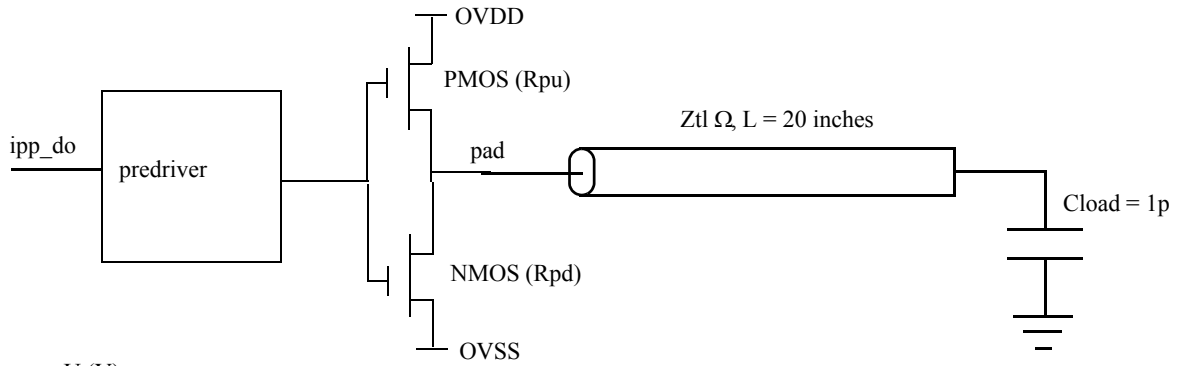 OVDD
PMOS (Rpu)
Ztl Ω, L = 20 inches
ipp_do
predriver
pad
Cload = 1p
NMOS (Rpd)
OVSS